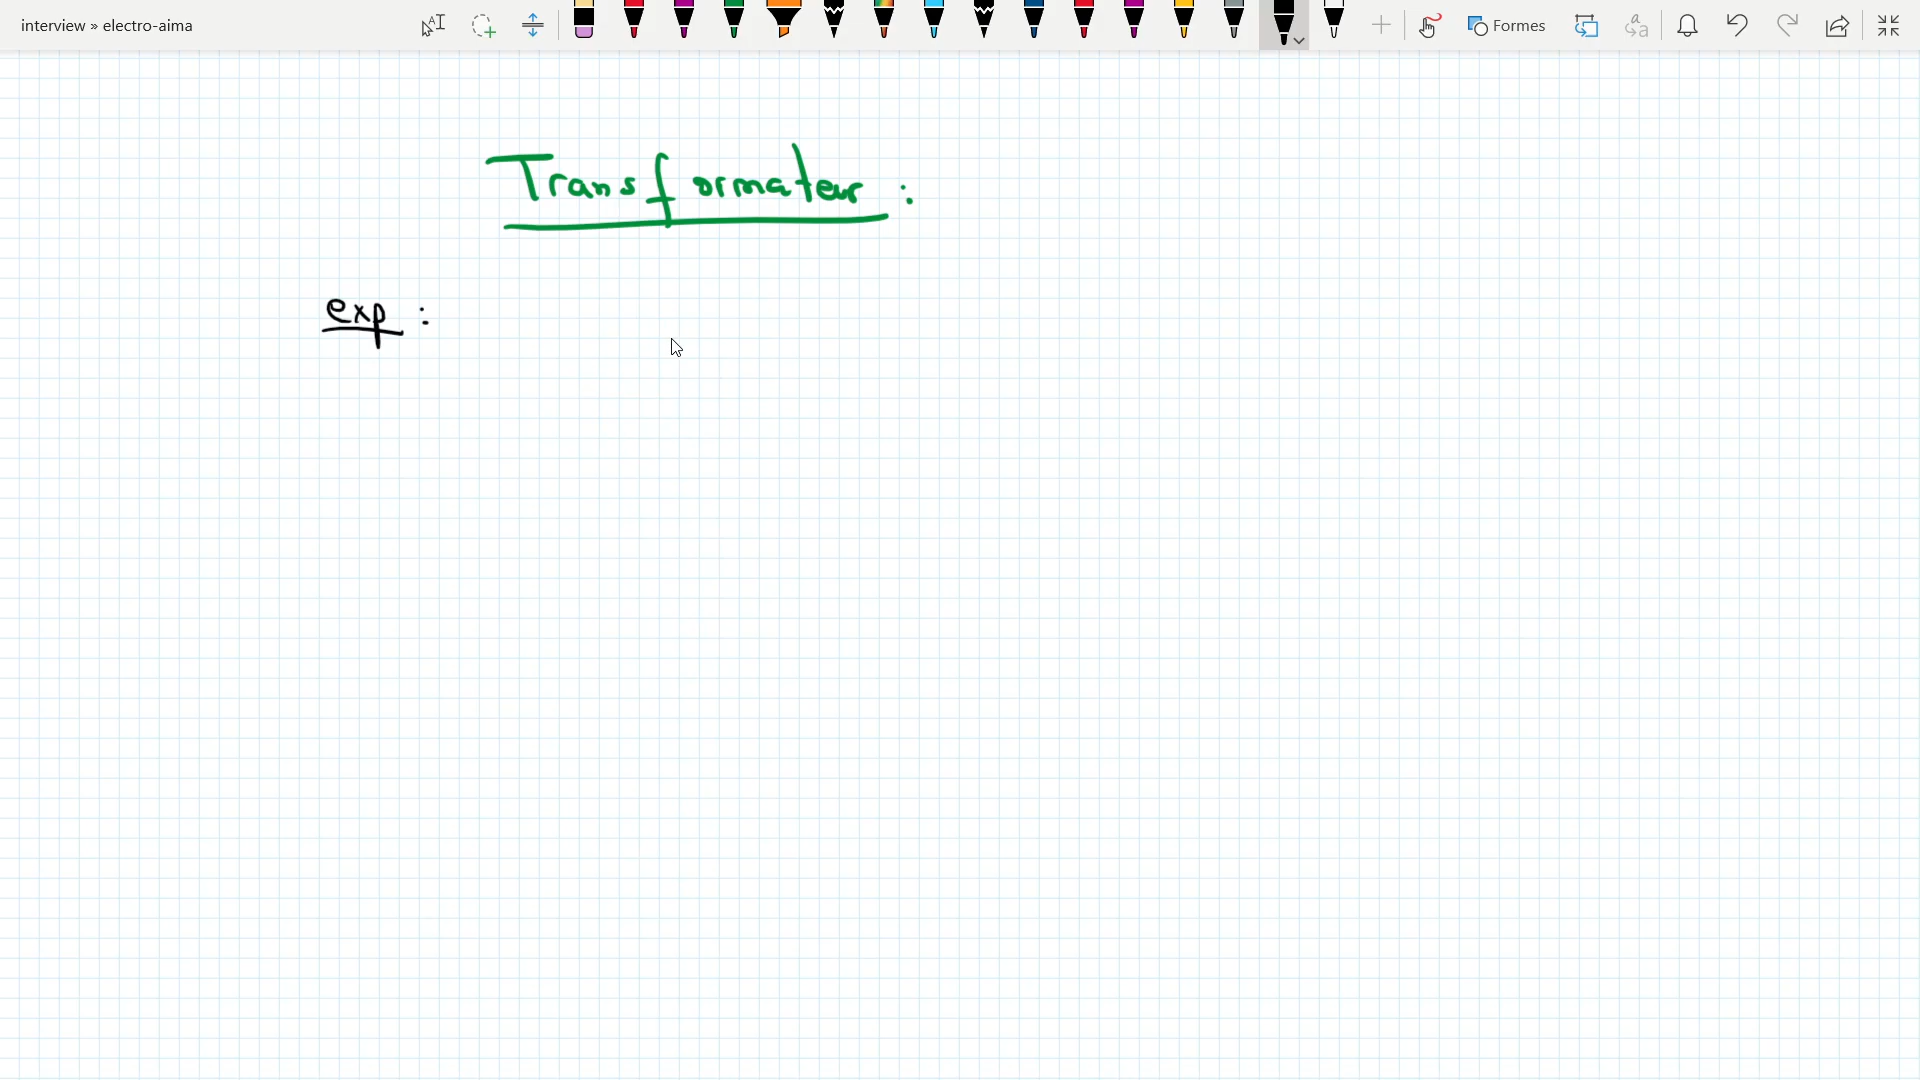 interview » electro-aima
Formes
Transformateur :
exp :